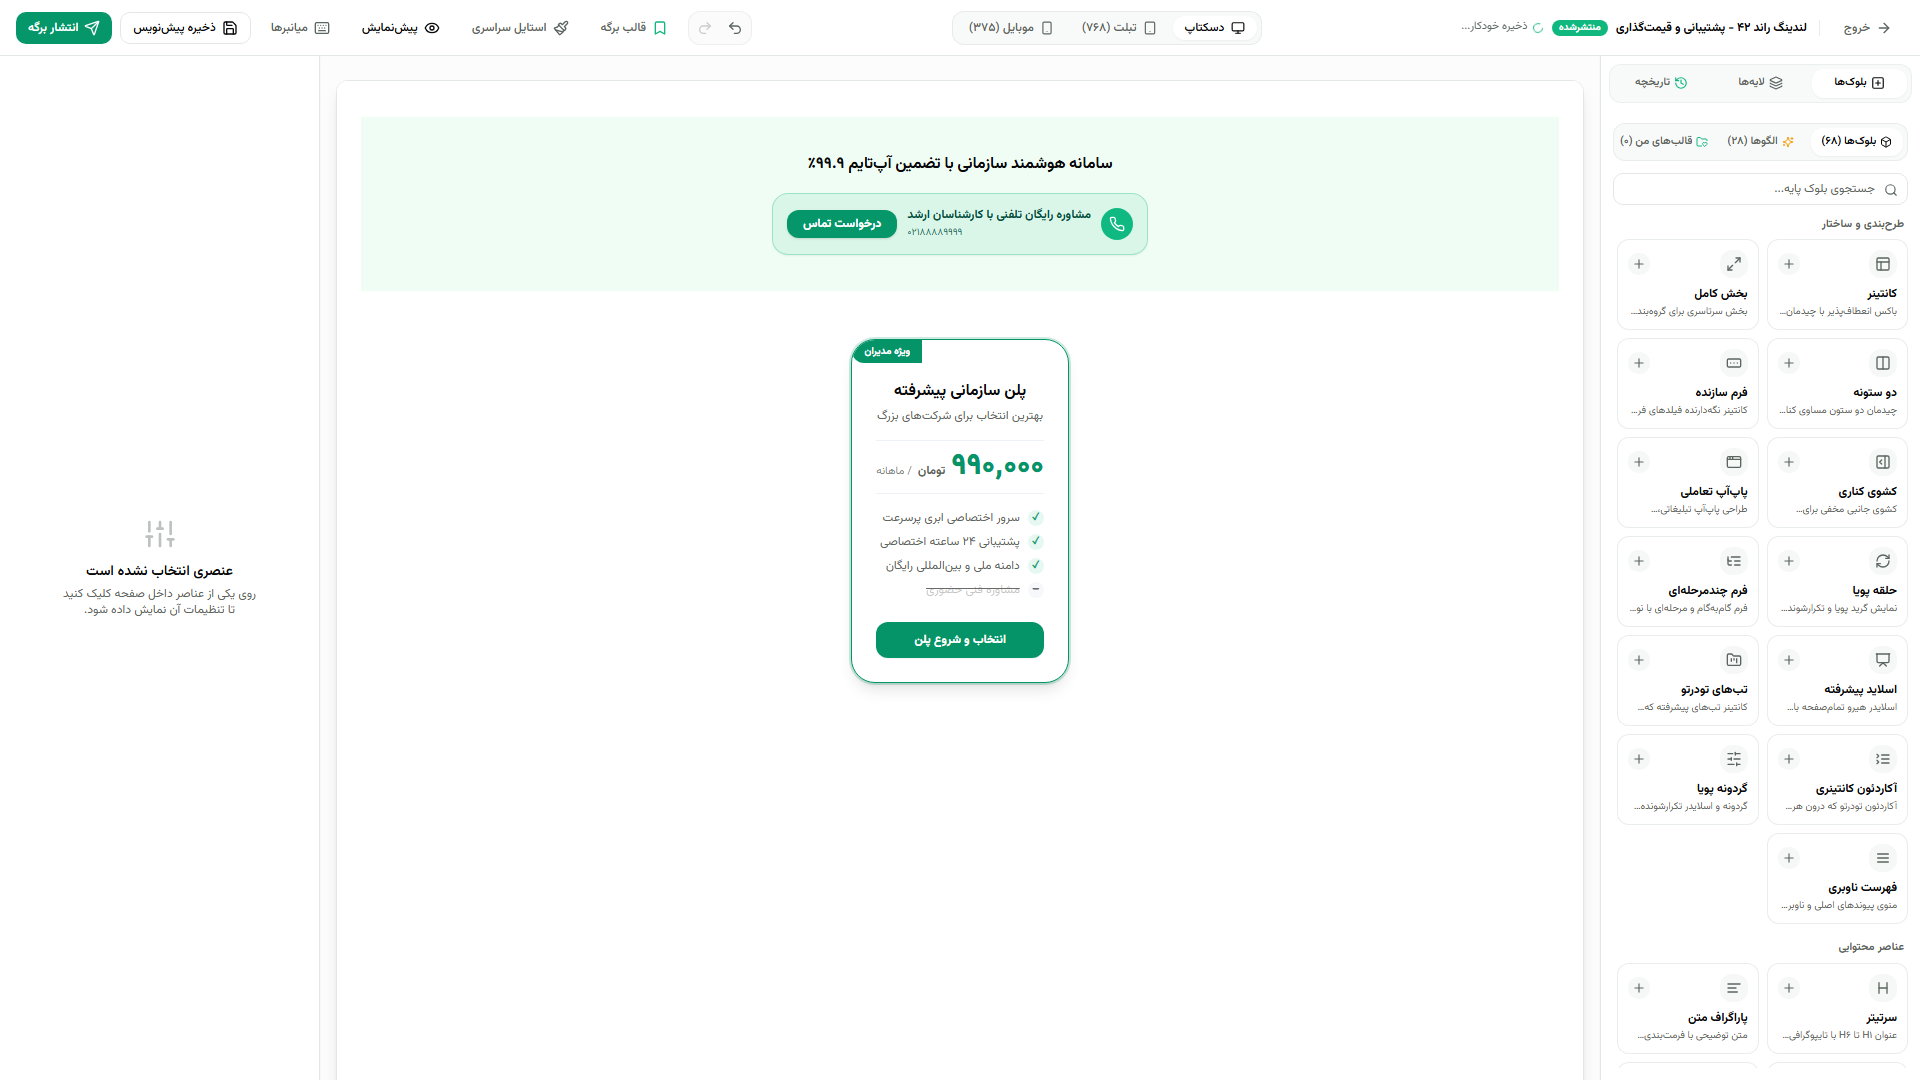 خروج
لندینگ راند ۴۲ - پشتیبانی و قیمت‌گذاری
منتشرشده
ذخیره خودکار...
دسکتاپ
تبلت (۷۶۸)
موبایل (۳۷۵)
قالب برگه
استایل سراسری
پیش‌نمایش
میانبرها
ذخیره پیش‌نویس
انتشار برگه
بلوک‌ها
لایه‌ها
تاریخچه
بلوک‌ها (۶۸)
الگوها (۲۸)
قالب‌های من (۰)
جستجوی بلوک پایه...
طرح‌بندی و ساختار
کانتینر
باکس انعطاف‌پذیر با چیدمان...
بخش کامل
بخش سرتاسری برای گروه‌بند...
دو ستونه
چیدمان دو ستون مساوی کنا...
فرم سازنده
کانتینر نگه‌دارنده فیلدهای فر...
کشوی کناری
کشوی جانبی مخفی برای...
پاپ‌آپ تعاملی
طراحی پاپ‌آپ تبلیغاتی،...
حلقه پویا
نمایش گرید پویا و تکرارشوند...
فرم چندمرحله‌ای
فرم گام‌به‌گام و مرحله‌ای با نو...
اسلاید پیشرفته
اسلایدر هیرو تمام‌صفحه با...
تب‌های تودرتو
کانتینر تب‌های پیشرفته که...
آکاردئون کانتینری
آکاردئون تودرتو که درون هر...
گردونه پویا
گردونه و اسلایدر تکرارشونده...
فهرست ناوبری
منوی پیوندهای اصلی و ناوبر...
عناصر محتوایی
سرتیتر
عنوان H۱ تا H۶ با تایپوگرافی...
پاراگراف متن
متن توضیحی با فرمت‌بندی...
سامانه هوشمند سازمانی با تضمین آپ‌تایم ۹۹.۹٪
مشاوره رایگان تلفنی با کارشناسان ارشد
۰۲۱۸۸۸۸۹۹۹۹
درخواست تماس
ویژه مدیران
پلن سازمانی پیشرفته
بهترین انتخاب برای شرکت‌های بزرگ
۹۹۰,۰۰۰ تومان / ماهانه
سرور اختصاصی ابری پرسرعت
پشتیبانی ۲۴ ساعته اختصاصی
دامنه ملی و بین‌المللی رایگان
مشاوره فنی حضوری
انتخاب و شروع پلن
عنصری انتخاب نشده است
روی یکی از عناصر داخل صفحه کلیک کنید
تا تنظیمات آن نمایش داده شود.